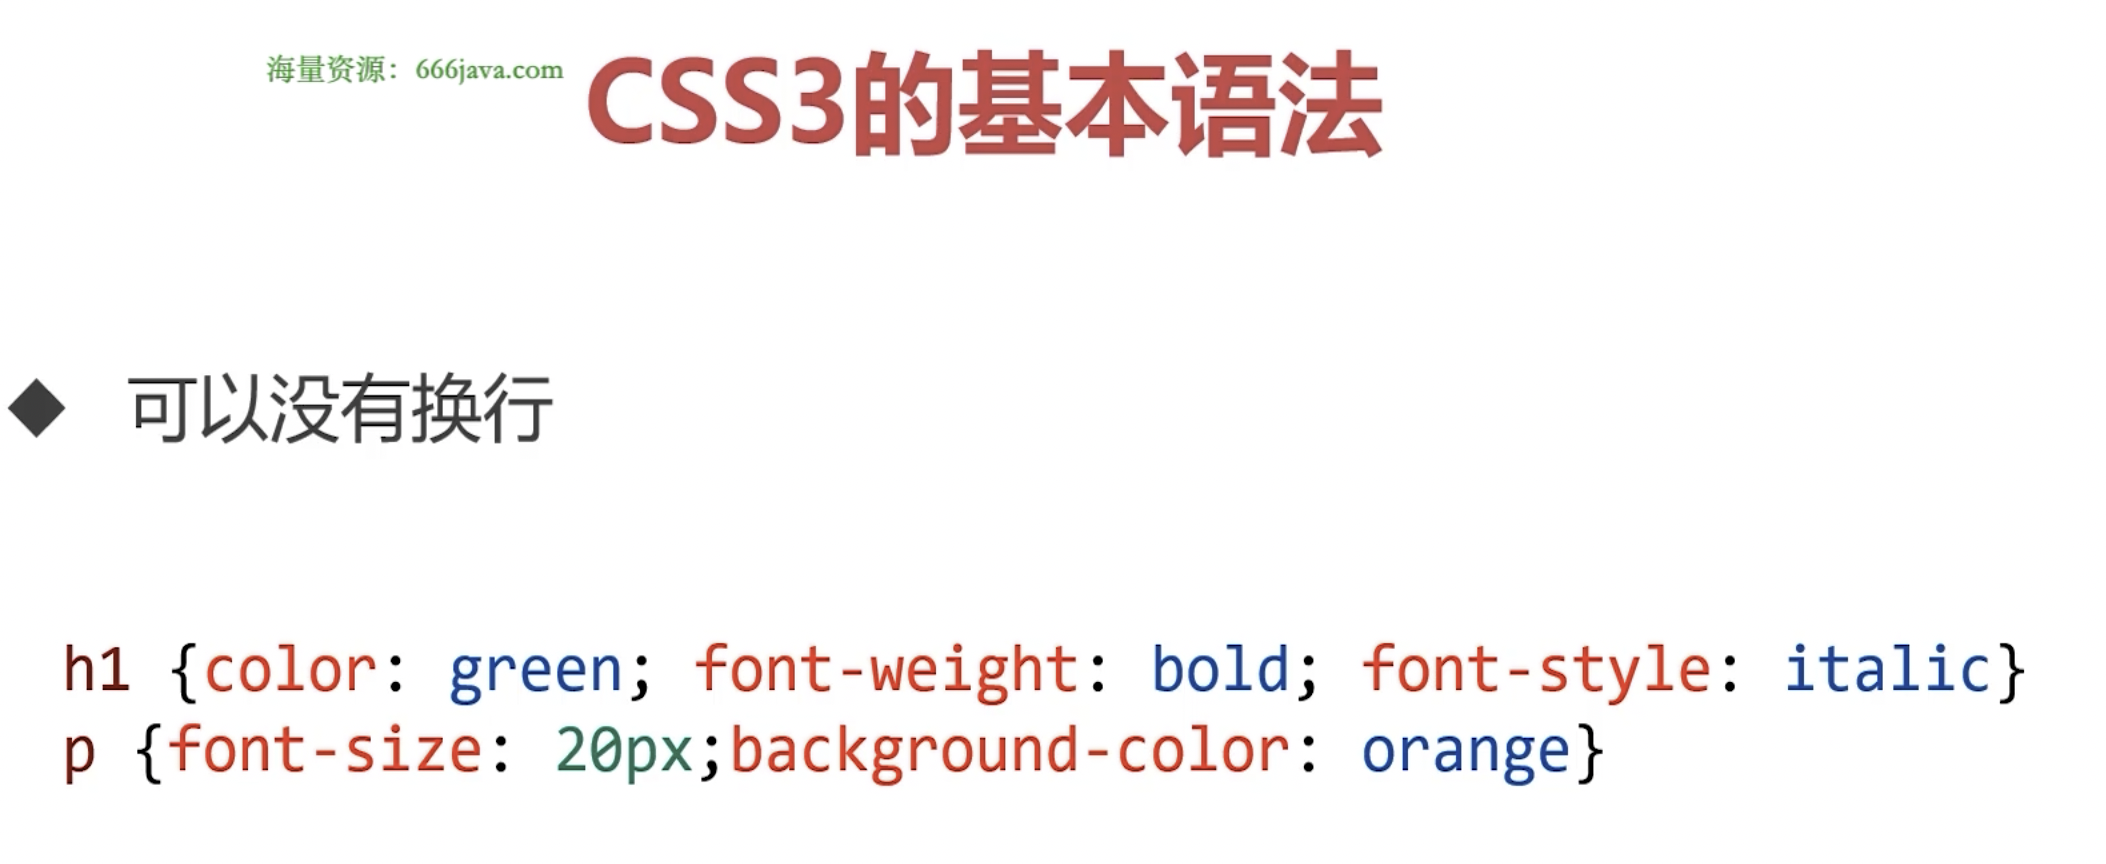 海量资源：666java.com
CSS3的基本语法
◆ 可以没有换行
h1 {color: green; font-weight: bold; font-style: italic}
p {font-size: 20px;background-color: orange}